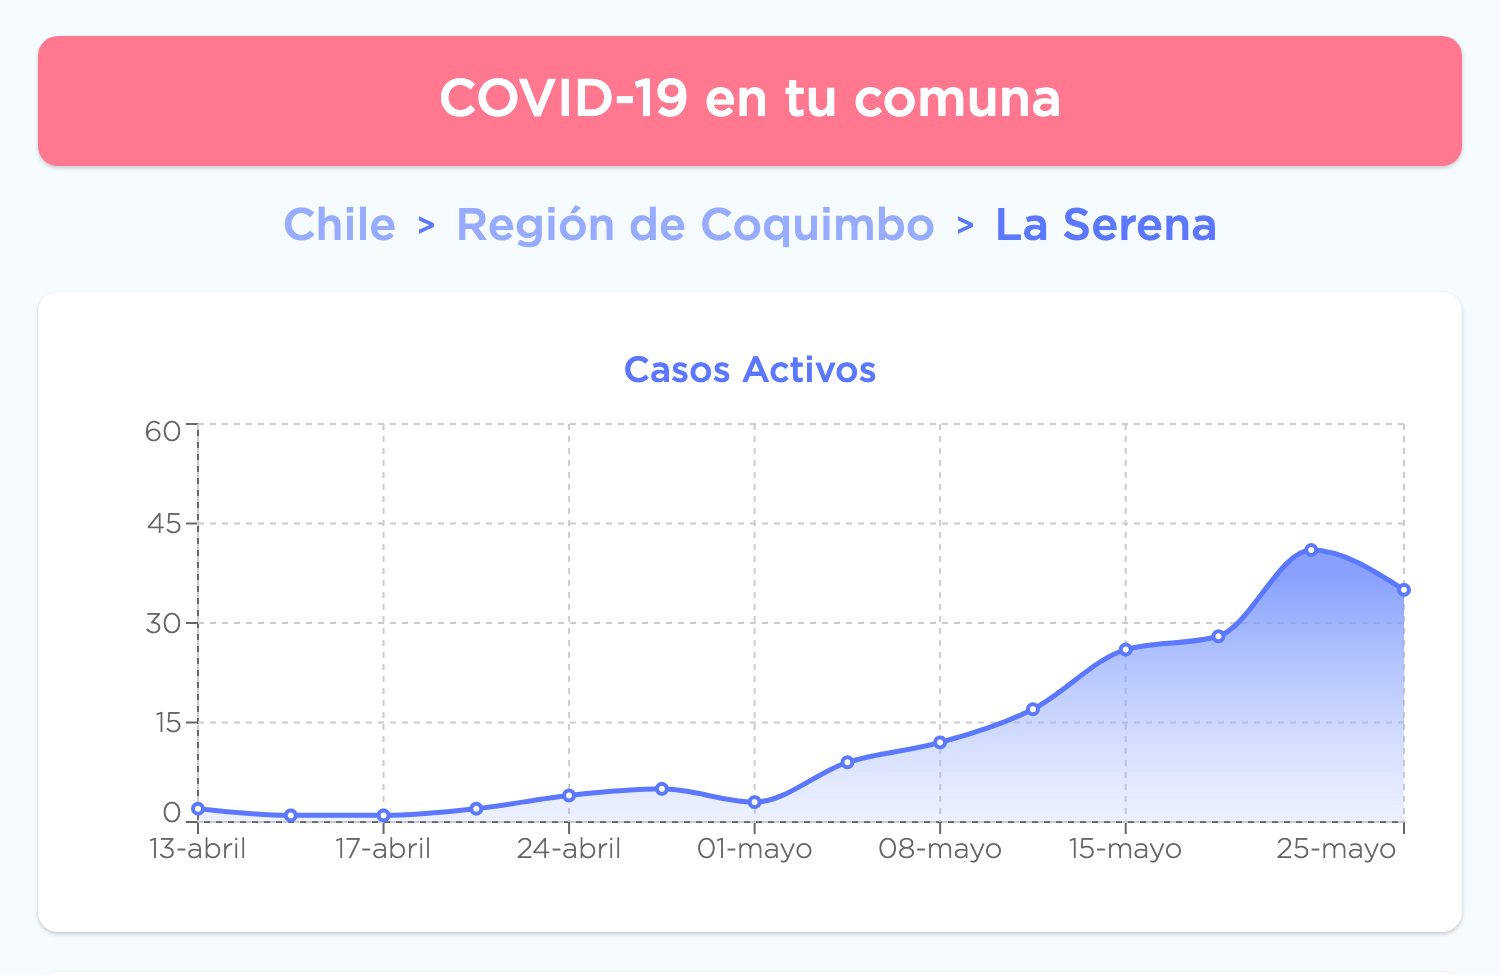 COVID-19 en tu comuna
Chile > Región de Coquimbo > La Serena
Casos Activos
60
45
30
15
0
13-abril 17-abril 24-abril 01-mayo 08-mayo 15-mayo 25-mayo